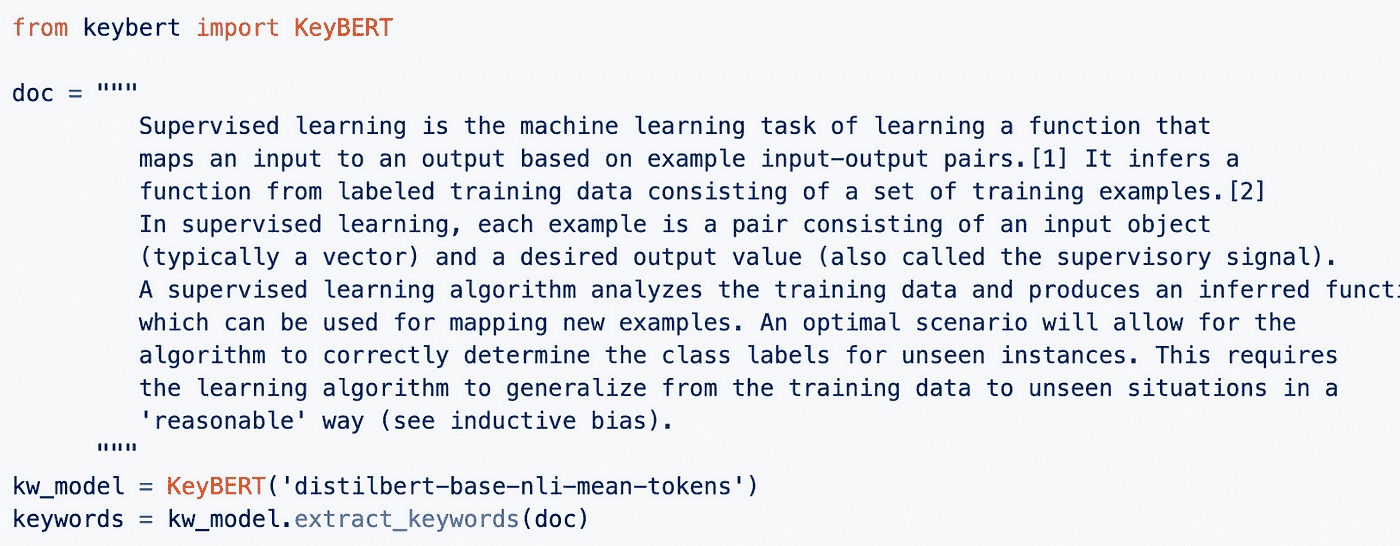 from keybert import KeyBERT
doc = """
Supervised learning is the machine learning task of learning a function that
maps an input to an output based on example input-output pairs.[1] It infers a
function from labeled training data consisting of a set of training examples.[2]
In supervised learning, each example is a pair consisting of an input object
(typically a vector) and a desired output value (also called the supervisory signal).
A supervised learning algorithm analyzes the training data and produces an inferred functi
which can be used for mapping new examples. An optimal scenario will allow for the
algorithm to correctly determine the class labels for unseen instances. This requires
the learning algorithm to generalize from the training data to unseen situations in a
'reasonable' way (see inductive bias).
"""
kw_model = KeyBERT('distilbert-base-nli-mean-tokens')
keywords = kw_model.extract_keywords(doc)